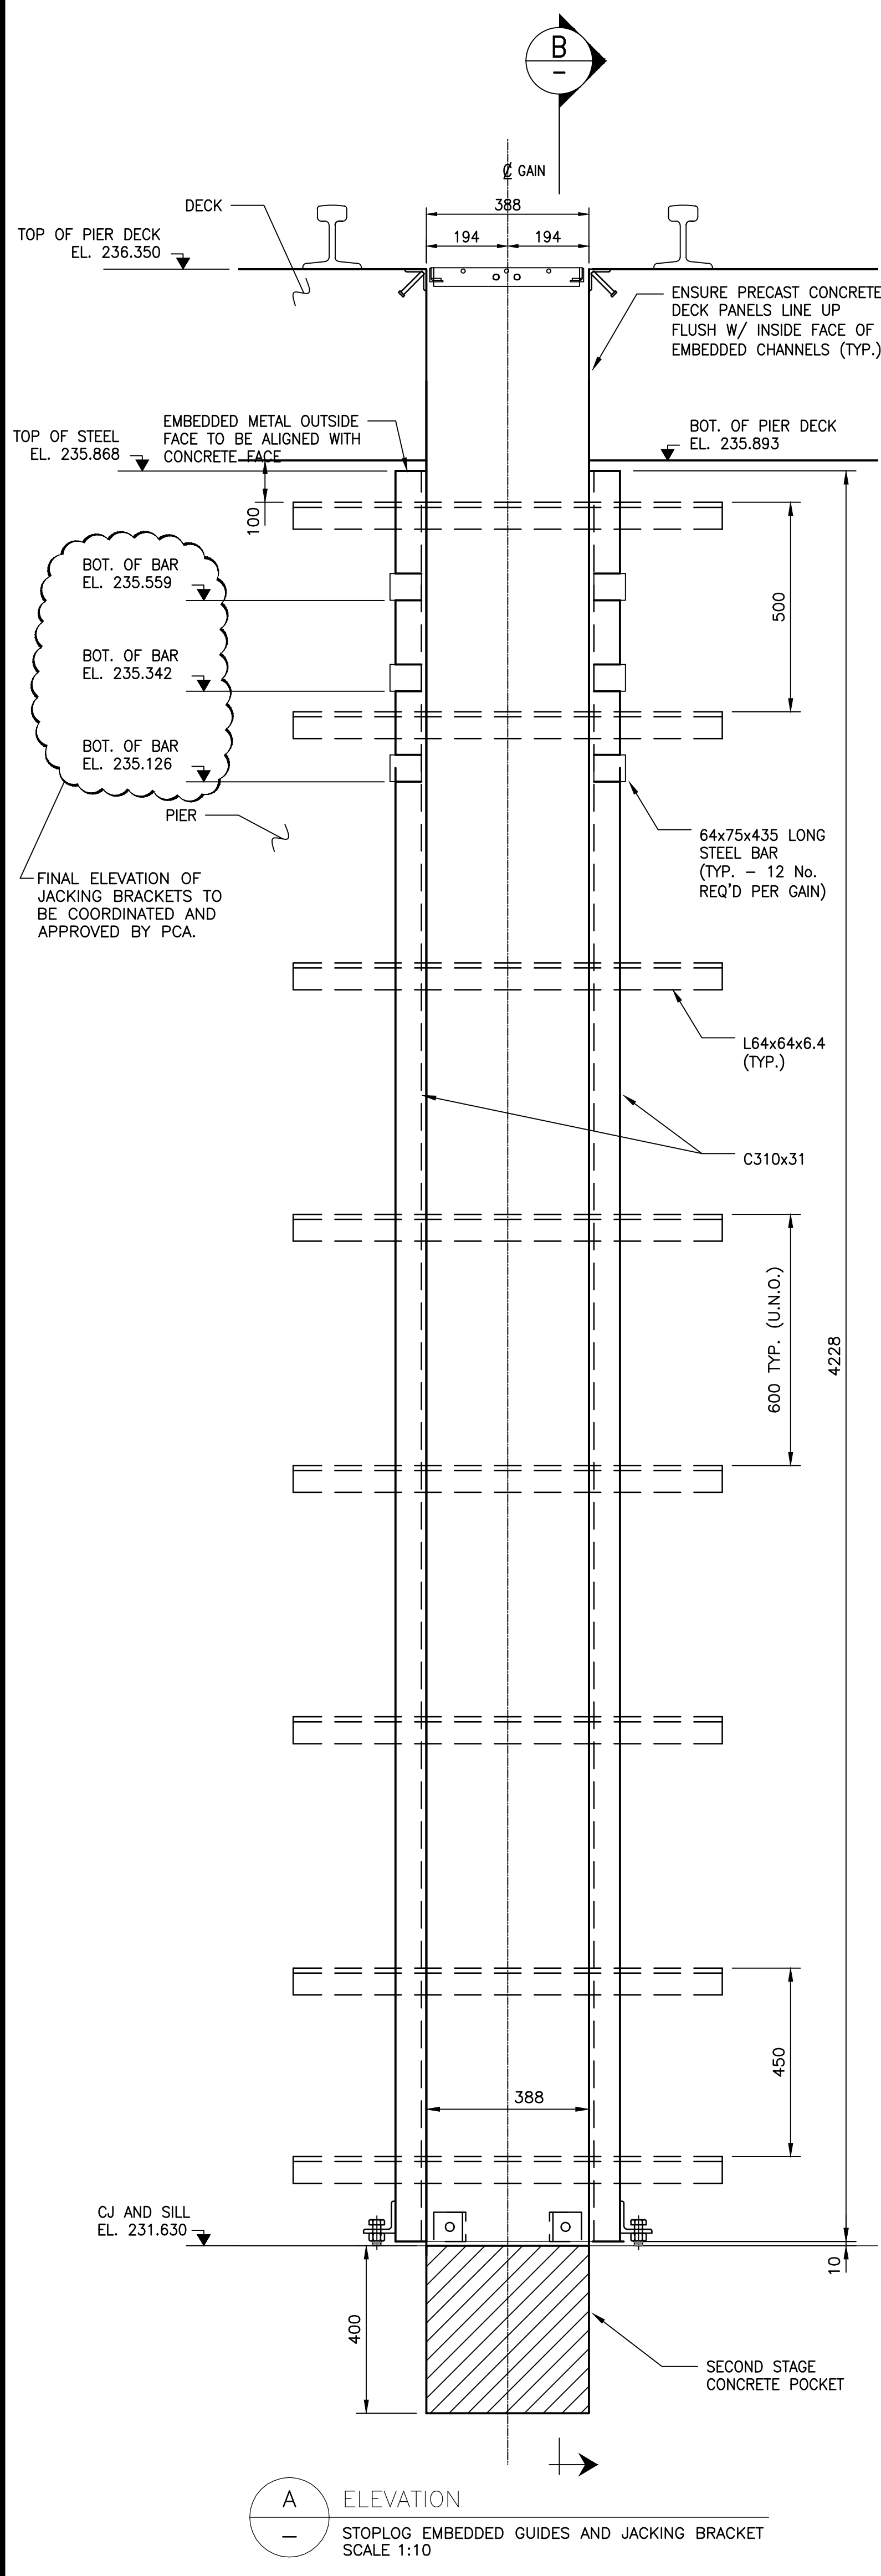 B
-
℄ GAIN
388
194
194
DECK
TOP OF PIER DECK
EL. 236.350
ENSURE PRECAST CONCRETE
DECK PANELS LINE UP
FLUSH W/ INSIDE FACE OF
EMBEDDED CHANNELS (TYP.)
EMBEDDED METAL OUTSIDE
FACE TO BE ALIGNED WITH
CONCRETE FACE
BOT. OF PIER DECK
EL. 235.893
TOP OF STEEL
EL. 235.868
100
500
BOT. OF BAR
EL. 235.559
BOT. OF BAR
EL. 235.342
BOT. OF BAR
EL. 235.126
PIER
64x75x435 LONG
STEEL BAR
(TYP. - 12 No.
REQ'D PER GAIN)
FINAL ELEVATION OF
JACKING BRACKETS TO
BE COORDINATED AND
APPROVED BY PCA.
L64x64x6.4
(TYP.)
C310x31
600 TYP. (U.N.O.)
4228
450
388
CJ AND SILL
EL. 231.630
10
400
SECOND STAGE
CONCRETE POCKET
A
-
ELEVATION
STOPLOG EMBEDDED GUIDES AND JACKING BRACKET
SCALE 1:10